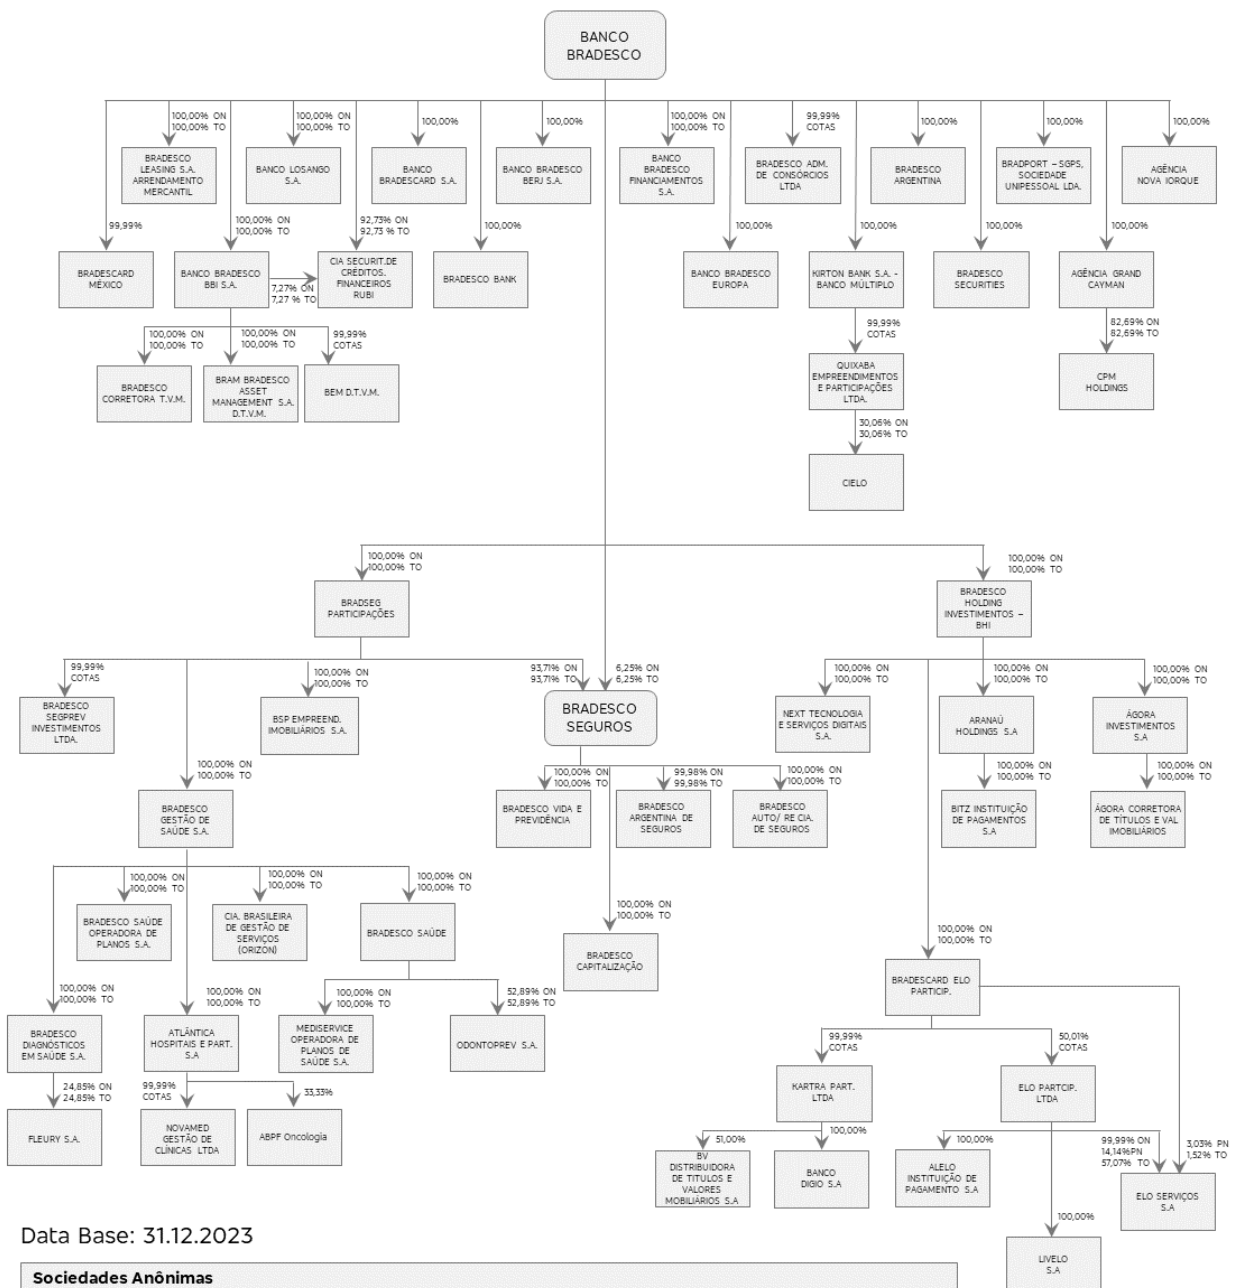 BANCO
BRADESCO
100,00% ON
100,00% TO
100,00% ON
100,00% TO
100,00%
100,00%
100,00% ON
100,00% TO
99,99%
COTAS
100,00%
100,00%
100,00%
BRADESCO
LEASING S.A.
ARRENDAMENTO
MERCANTIL
BANCO LOSANGO
S.A.
BANCO
BRADESCARD S.A.
BANCO BRADESCO
BERJ S.A.
BANCO
BRADESCO
FINANCIAMENTOS
S.A.
BRADESCO ADM.
DE CONSÓRCIOS
LTDA
BRADESCO
ARGENTINA
BRADPORT – SGPS,
SOCIEDADE
UNIPESSOAL LDA.
AGÊNCIA
NOVA IORQUE
99,99%
100,00% ON
100,00% TO
92,73% ON
92,73 % TO
100,00%
100,00%
100,00%
100,00%
100,00%
BRADESCARD
MÉXICO
BANCO BRADESCO
BBI S.A.
7,27% ON
7,27 % TO
CIA SECURIT.DE
CRÉDITOS.
FINANCEIROS
RUBI
BRADESCO BANK
BANCO BRADESCO
EUROPA
KIRTON BANK S.A. -
BANCO MÚLTIPLO
BRADESCO
SECURITIES
AGÊNCIA GRAND
CAYMAN
100,00% ON
100,00% TO
100,00% ON
100,00% TO
99,99%
COTAS
99,99%
COTAS
82,69% ON
82,69% TO
BRADESCO
CORRETORA T.V.M.
BRAM BRADESCO
ASSET
MANAGEMENT S.A.
D.T.V.M.
BEM D.T.V.M.
QUIXABA
EMPREENDIMENTOS
E PARTICIPAÇÕES
LTDA.
CPM
HOLDINGS
30,06% ON
30,06% TO
CIELO
100,00% ON
100,00% TO
100,00% ON
100,00% TO
BRADSEG
PARTICIPAÇÕES
BRADESCO
HOLDING
INVESTIMENTOS –
BHI
99,99%
COTAS
100,00% ON
100,00% TO
93,71% ON
93,71% TO
6,25% ON
6,25% TO
100,00% ON
100,00% TO
100,00% ON
100,00% TO
100,00% ON
100,00% TO
BRADESCO
SEGPREV
INVESTIMENTOS
LTDA.
BSP EMPREEND.
IMOBILIÁRIOS S.A.
BRADESCO
SEGUROS
NEXT TECNOLOGIA
E SERVIÇOS DIGITAIS
S.A.
ARANAÚ
HOLDINGS S.A
ÁGORA
INVESTIMENTOS
S.A
100,00% ON
100,00% TO
100,00% ON
100,00% TO
99,98% ON
99,98% TO
100,00% ON
100,00% TO
100,00% ON
100,00% TO
100,00% ON
100,00% TO
BRADESCO
GESTÃO DE
SAÚDE S.A.
BRADESCO VIDA E
PREVIDÊNCIA
BRADESCO
ARGENTINA DE
SEGUROS
BRADESCO
AUTO/ RE CIA.
DE SEGUROS
BITZ INSTITUIÇÃO
DE PAGAMENTOS
S.A
ÁGORA CORRETORA
DE TÍTULOS E VAL
IMOBILIÁRIOS
100,00% ON
100,00% TO
100,00% ON
100,00% TO
100,00% ON
100,00% TO
100,00% ON
100,00% TO
100,00% ON
100,00% TO
BRADESCO SAÚDE
OPERADORA DE
PLANOS S.A.
CIA. BRASILEIRA
DE GESTÃO DE
SERVIÇOS
(ORIZON)
BRADESCO SAÚDE
BRADESCO
CAPITALIZAÇÃO
BRADESCARD ELO
PARTICIP.
100,00% ON
100,00% TO
100,00% ON
100,00% TO
100,00% ON
100,00% TO
52,89% ON
52,89% TO
BRADESCO
DIAGNÓSTICOS
EM SAÚDE S.A.
ATLÂNTICA
HOSPITAIS E PART.
S.A
MEDISERVICE
OPERADORA DE
PLANOS DE
SAÚDE S.A.
ODONTOPREV S.A.
99,99%
COTAS
50,01%
COTAS
24,85% ON
24,85% TO
99,99%
COTAS
33,33%
KARTRA PART.
LTDA
ELO PARTCIP.
LTDA
FLEURY S.A.
NOVAMED
GESTÃO DE
CLÍNICAS LTDA
ABPF Oncologia
51,00%
100,00%
100,00%
99,99% ON
14,14%PN
57,07% TO
3,03% PN
1,52% TO
BV
DISTRIBUIDORA
DE TITULOS E
VALORES
MOBILIÁRIOS S.A
BANCO
DIGIO S.A
ALELO
INSTITUIÇÃO DE
PAGAMENTO S.A
ELO SERVIÇOS
S.A
100,00%
LIVELO
S.A
Data Base: 31.12.2023
Sociedades Anônimas